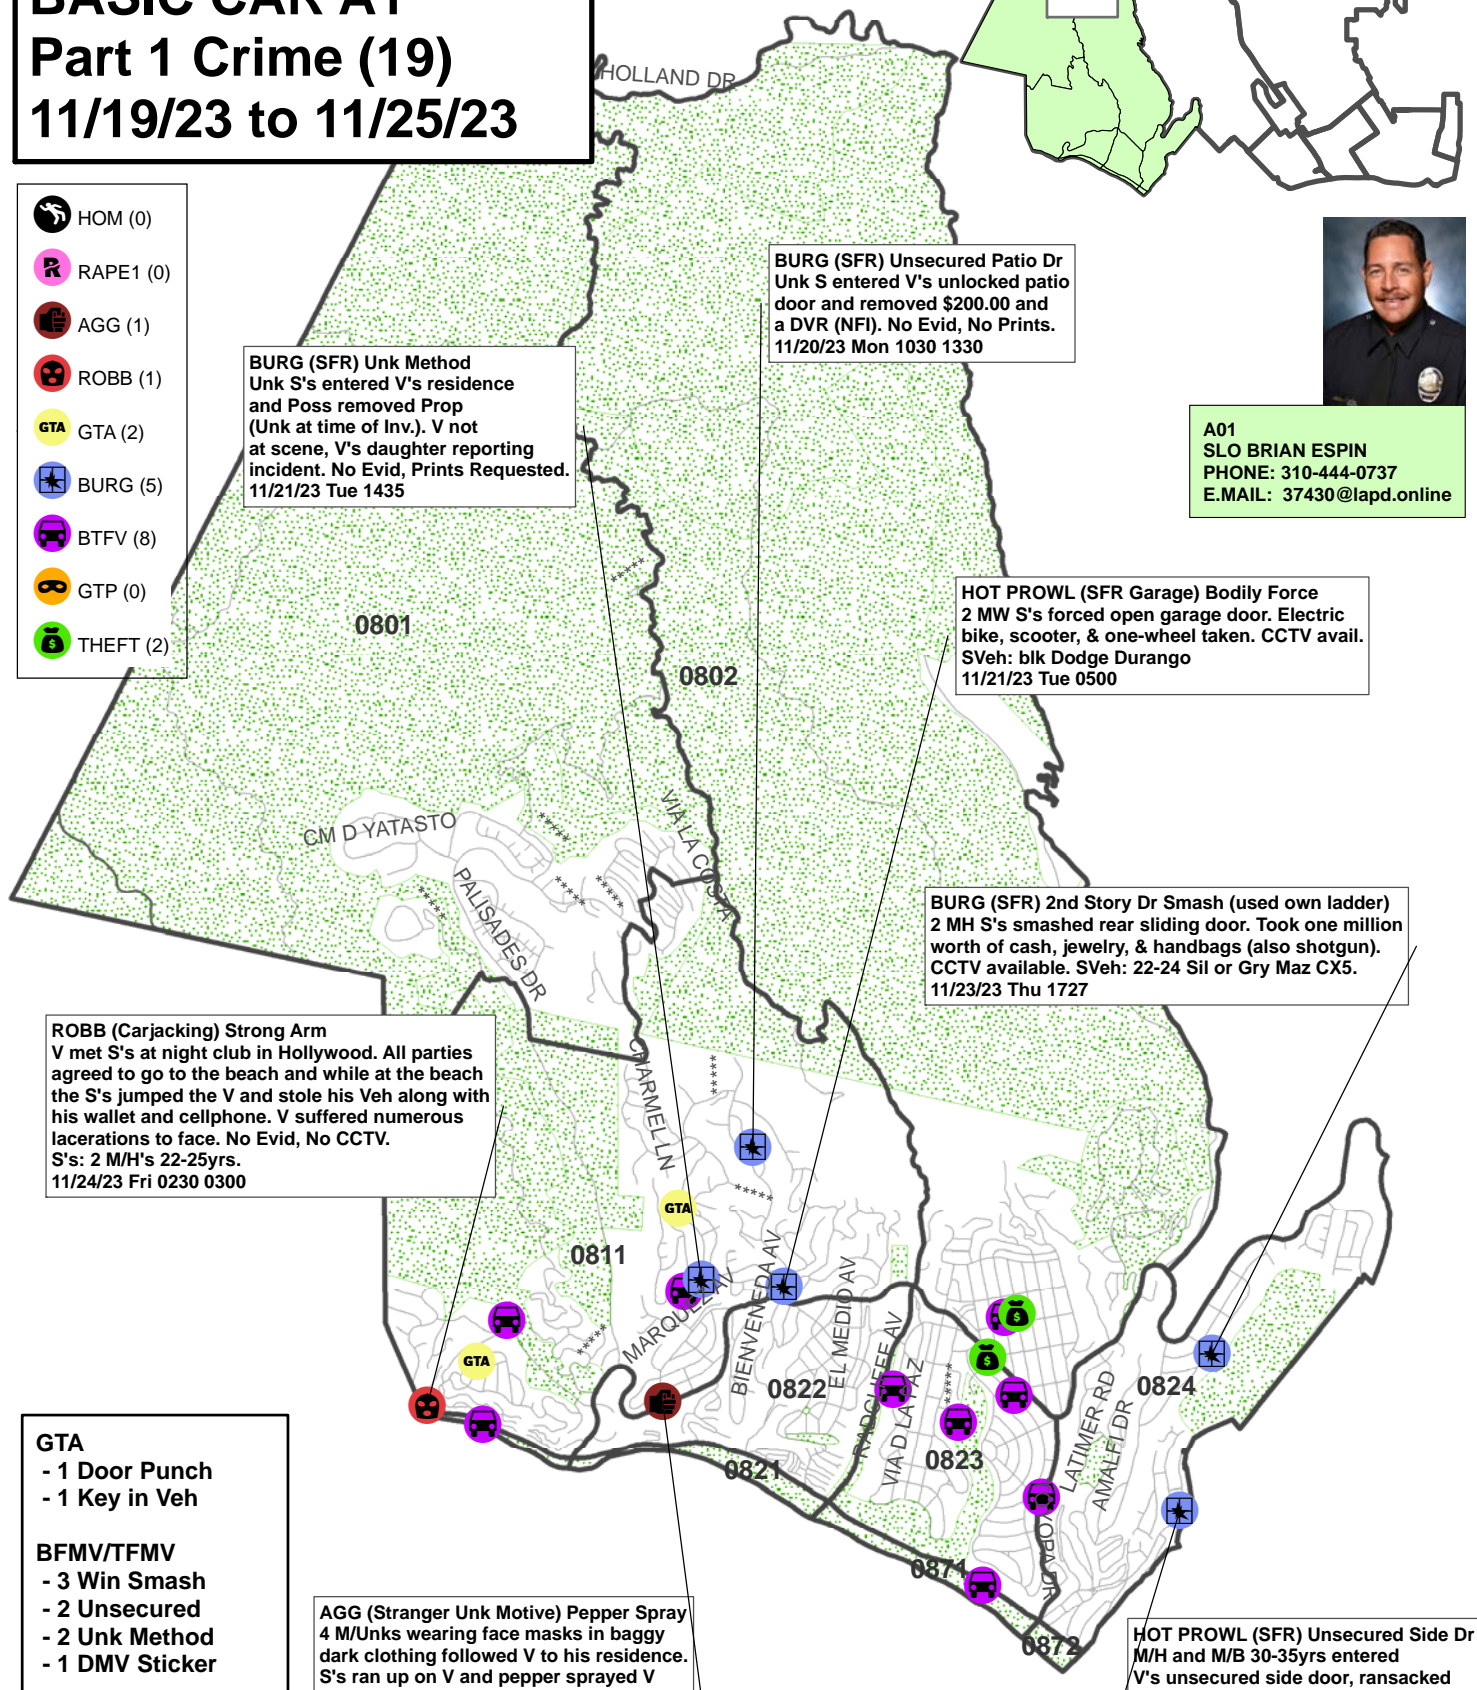 BASIC CAR A1
Part 1 Crime (19)
11/19/23 to 11/25/23
HOM (0)
RAPE1 (0)
AGG (1)
ROBB (1)
GTA GTA (2)
BURG (5)
BTFV (8)
GTP (0)
THEFT (2)
HOLLAND DR
BURG (SFR) Unsecured Patio Dr
Unk S entered V's unlocked patio
door and removed $200.00 and
a DVR (NFI). No Evid, No Prints.
11/20/23 Mon 1030 1330
BURG (SFR) Unk Method
Unk S's entered V's residence
and Poss removed Prop
(Unk at time of Inv.). V not
at scene, V's daughter reporting
incident. No Evid, Prints Requested.
11/21/23 Tue 1435
A01
SLO BRIAN ESPIN
PHONE: 310-444-0737
E.MAIL: 37430@lapd.online
HOT PROWL (SFR Garage) Bodily Force
2 MW S's forced open garage door. Electric
bike, scooter, & one-wheel taken. CCTV avail.
SVeh: blk Dodge Durango
11/21/23 Tue 0500
*****
0801
0802
CM D YATASTO
*****
VIA LA COSTA
PALISADES DR
*****
*****
*****
BURG (SFR) 2nd Story Dr Smash (used own ladder)
2 MH S's smashed rear sliding door. Took one million
worth of cash, jewelry, & handbags (also shotgun).
CCTV available. SVeh: 22-24 Sil or Gry Maz CX5.
11/23/23 Thu 1727
ROBB (Carjacking) Strong Arm
V met S's at night club in Hollywood. All parties
agreed to go to the beach and while at the beach
the S's jumped the V and stole his Veh along with
his wallet and cellphone. V suffered numerous
lacerations to face. No Evid, No CCTV.
S's: 2 M/H's 22-25yrs.
11/24/23 Fri 0230 0300
CHARMEL LN
*****
*****
GTA
0811
MARQUEZ AV
BIENVENEDA AV
EL MEDIO AV
*****
GTA
0822
RADCLIFFE AV
VIA D LA PAZ
*****
0823
LATIMER RD
AMALFI DR
0824
0821
0871
0872
GTA
- 1 Door Punch
- 1 Key in Veh
BFMV/TFMV
- 3 Win Smash
- 2 Unsecured
- 2 Unk Method
- 1 DMV Sticker
AGG (Stranger Unk Motive) Pepper Spray
4 M/Unks wearing face masks in baggy
dark clothing followed V to his residence.
S's ran up on V and pepper sprayed V
HOT PROWL (SFR) Unsecured Side Dr
M/H and M/B 30-35yrs entered
V's unsecured side door, ransacked